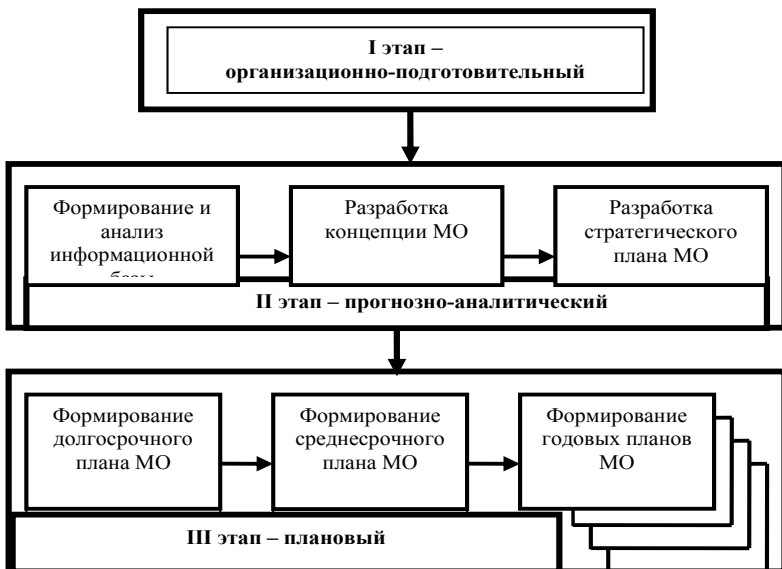 I этап –
организационно-подготовительный
Формирование и
анализ
информационной
Разработка
концепции МО
Разработка
стратегического
плана МО
II этап – прогнозно-аналитический
Формирование
долгосрочного
плана МО
Формирование
среднесрочного
плана МО
Формирование
годовых планов
МО
III этап – плановый